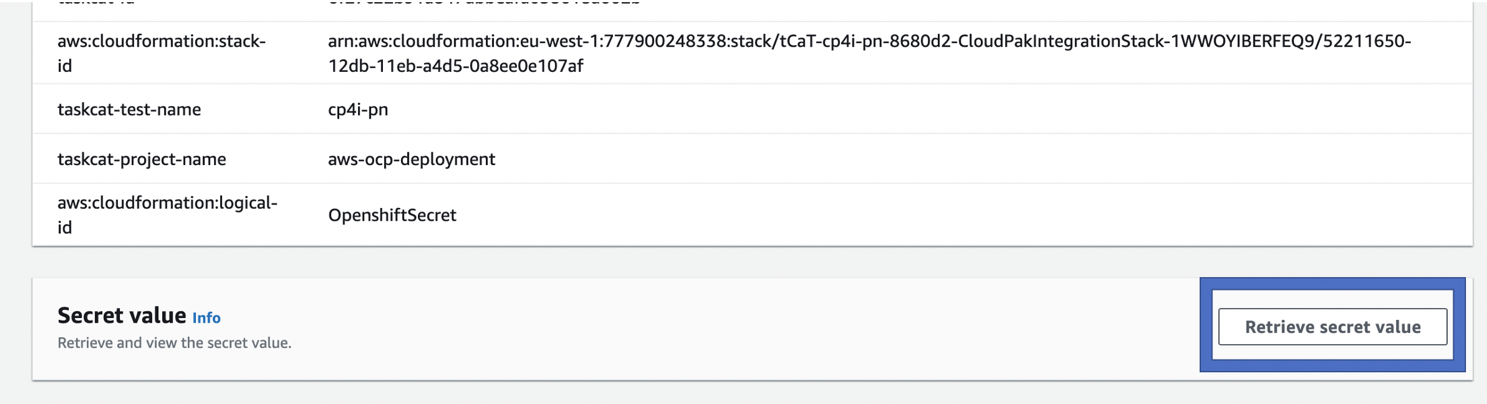 aws:cloudformation:stack-
id
arn:aws:cloudformation:eu-west-1:777900248338:stack/tCaT-cp4i-pn-8680d2-CloudPakIntegrationStack-1WWOYIBERFEQ9/52211650-
12db-11eb-a4d5-0a8ee0e107af
taskcat-test-name
cp4i-pn
taskcat-project-name
aws-ocp-deployment
aws:cloudformation:logical-
id
OpenshiftSecret
Secret value Info
Retrieve and view the secret value.
Retrieve secret value